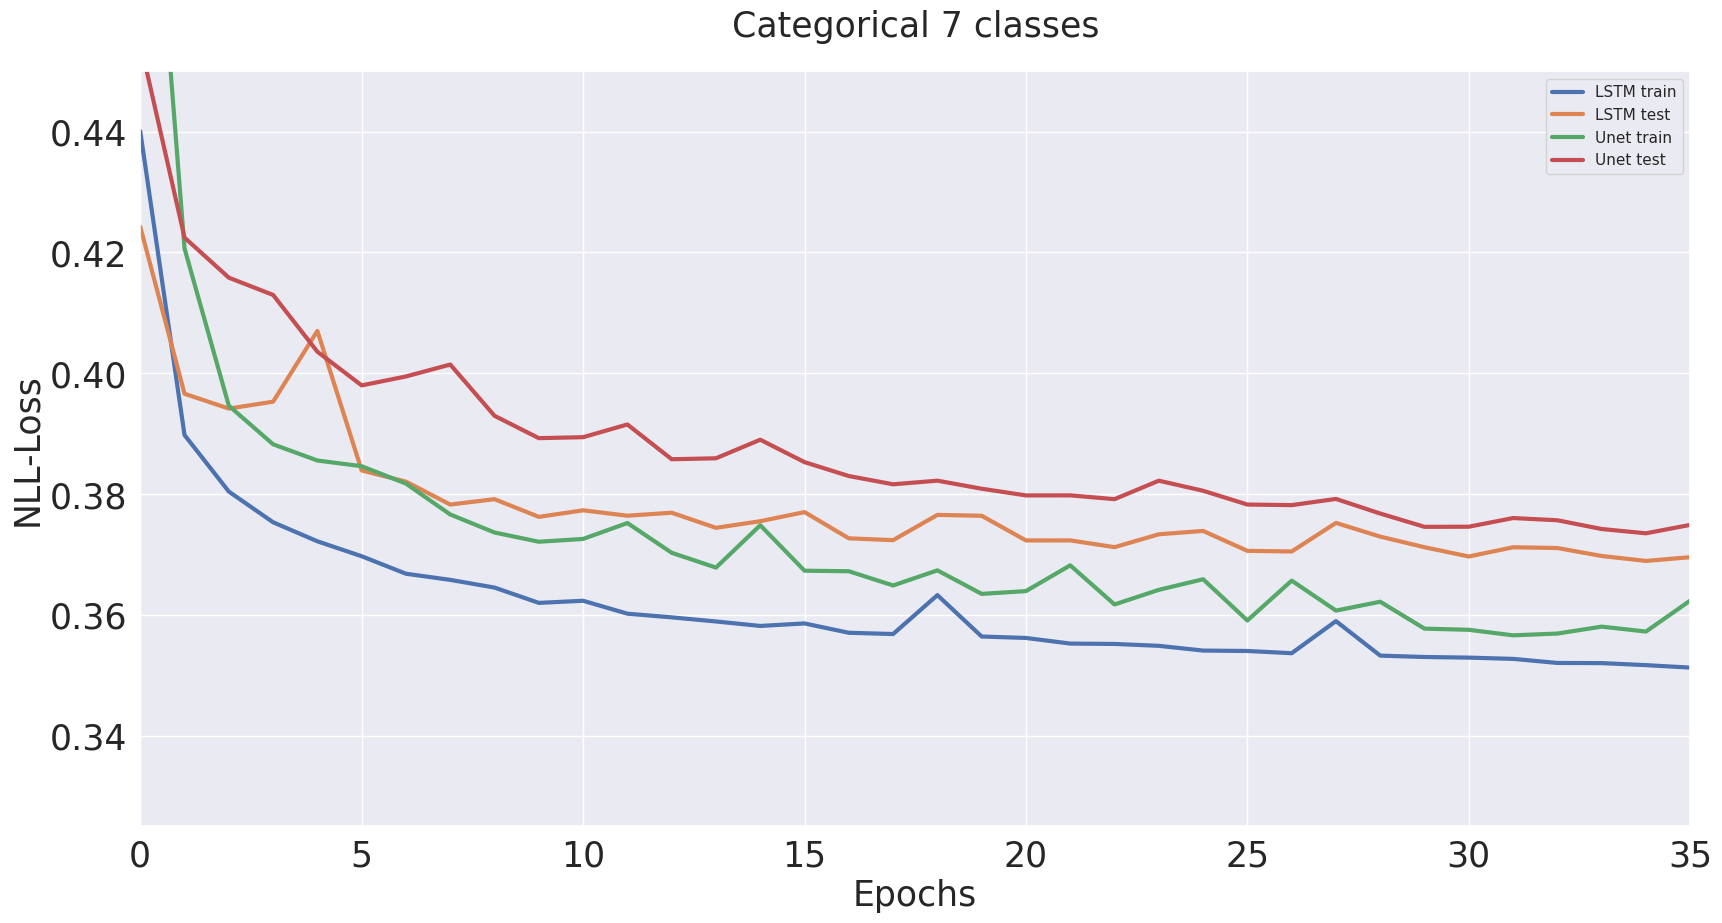 Categorical 7 classes
LSTM train
LSTM test
Unet train
Unet test
NLL-Loss
0.44
0.42
0.40
0.38
0.36
0.34
0 5 10 15 20 25 30 35
Epochs